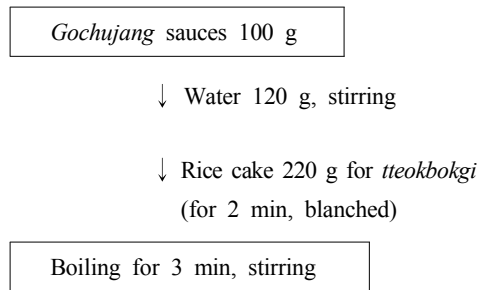 Gochujang sauces 100 g
↓ Water 120 g, stirring
↓ Rice cake 220 g for tteokbokgi
(for 2 min, blanched)
Boiling for 3 min, stirring